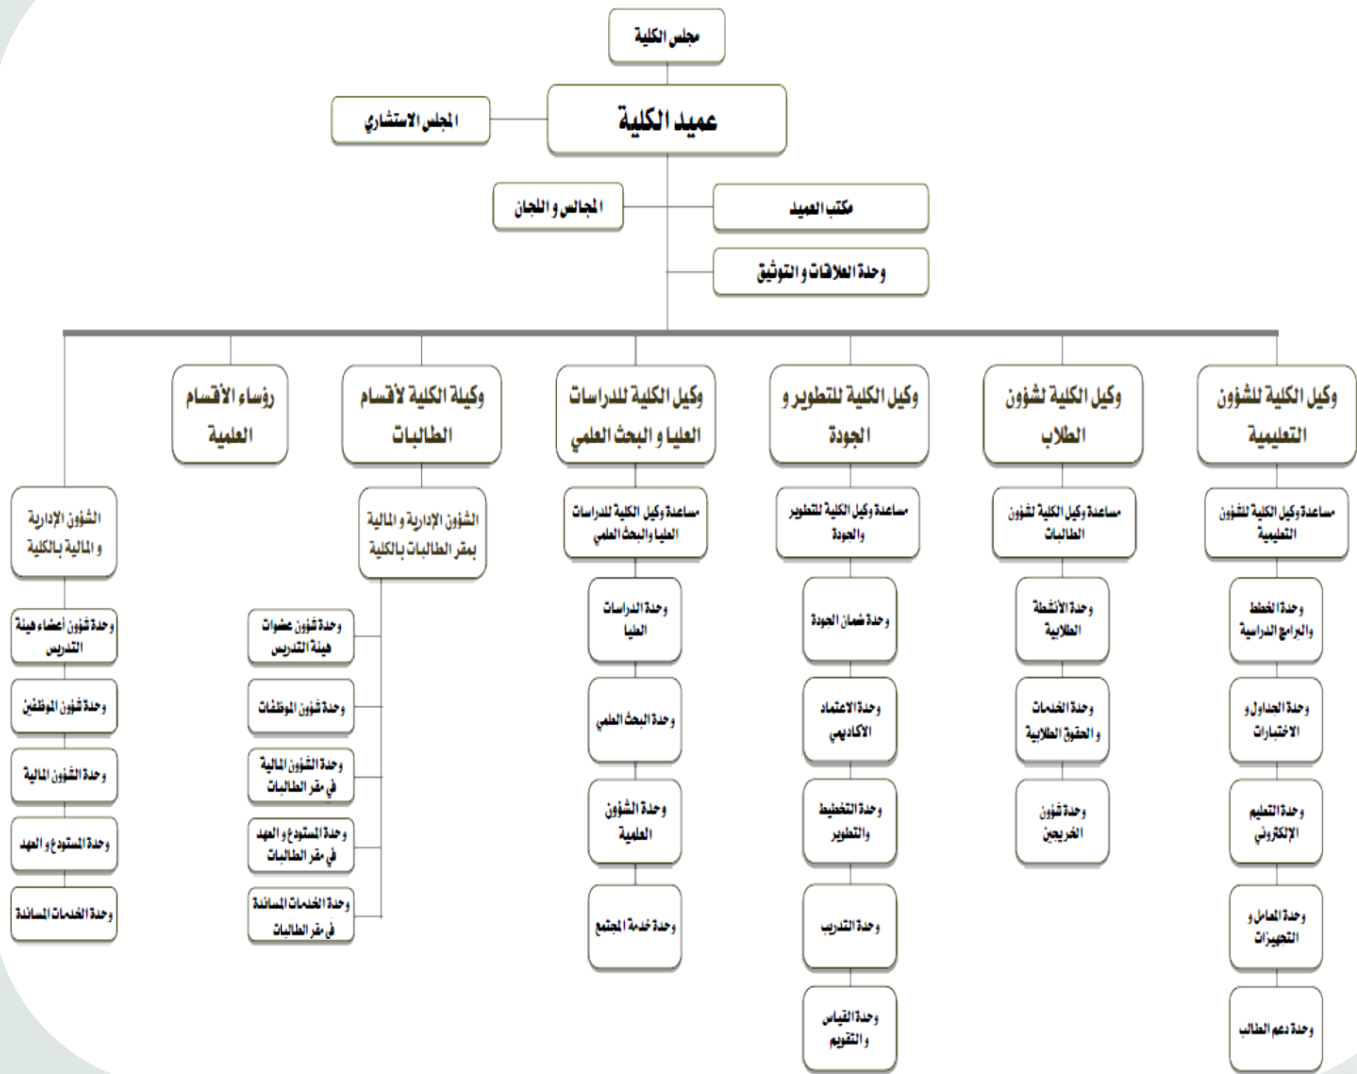 مجلس الكلية
عميد الكلية
المجلس الاستشاري
مكتب العميد
المجالس و اللجان
وحدة العلاقات و التوثيق
وكيل الكلية للشؤون
التعليمية
وكيل الكلية لشؤون
الطلاب
وكيل الكلية للتطوير و
الجودة
وكيل الكلية للدراسات
العليا و البحث العلمي
وكيلة الكلية لأقسام
الطالبات
رؤساء الأقسام
العلمية
مساعدة وكيل الكلية للشؤون
التعليمية
وحدة الخطط
والبرامج الدراسية
وحدة الجداول و
الاختبارات
وحدة التعليم
الإلكتروني
وحدة المعامل و
التجهيزات
وحدة دعم الطالب
مساعدة وكيل الكلية لشؤون
الطالبات
وحدة الأنشطة
الطلابية
وحدة الخدمات
و الحقوق الطلابية
وحدة شؤون
الخريجين
مساعدة وكيل الكلية للتطوير
والجودة
وحدة ضمان الجودة
وحدة الاعتماد
الأكاديمي
وحدة التخطيط
والتطوير
وحدة التدريب
وحدة القياس
و التقويم
مساعدة وكيل الكلية للدراسات
العليا والبحث العلمي
وحدة الدراسات
العليا
وحدة البحث العلمي
وحدة الشؤون
العلمية
وحدة خدمة المجتمع
الشؤون الإدارية و المالية
بمقر الطالبات بالكلية
وحدة شؤون عضوات
هيئة التدريس
وحدة شؤون الموظفات
وحدة الشؤون المالية
في مقر الطالبات
وحدة المستودع و العهد
في مقر الطالبات
وحدة الخدمات المساندة
في مقر الطالبات
الشؤون الإدارية
و المالية بالكلية
وحدة شؤون أعضاء هيئة
التدريس
وحدة شؤون الموظفين
وحدة الشؤون المالية
وحدة المستودع و العهد
وحدة الخدمات المساندة